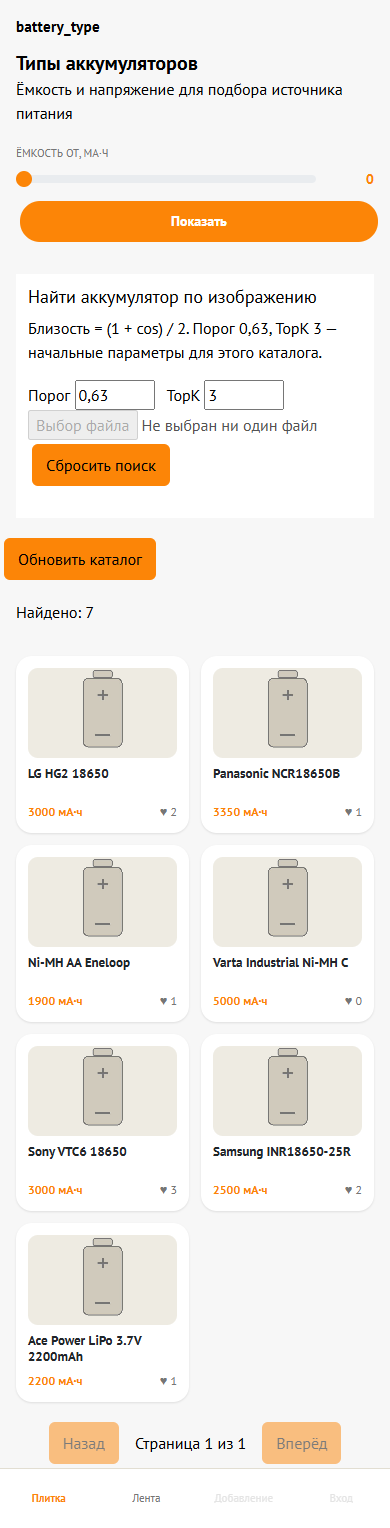 battery_type
Типы аккумуляторов
Ёмкость и напряжение для подбора источника
питания
ЁМКОСТЬ ОТ, МА·Ч
0
Показать
Найти аккумулятор по изображению
Близость = (1 + cos) / 2. Порог 0,63, TopK 3 —
начальные параметры для этого каталога.
Порог 0,63 TopK 3
Выбор файла Не выбран ни один файл
Сбросить поиск
Обновить каталог
Найдено: 7
LG HG2 18650
3000 мА·ч ♥ 2
Panasonic NCR18650B
3350 мА·ч ♥ 1
Ni-MH AA Eneloop
1900 мА·ч ♥ 1
Varta Industrial Ni-MH C
5000 мА·ч ♥ 0
Sony VTC6 18650
3000 мА·ч ♥ 3
Samsung INR18650-25R
2500 мА·ч ♥ 2
Ace Power LiPo 3.7V
2200mAh
2200 мА·ч ♥ 1
Назад Страница 1 из 1 Вперёд
Плитка Лента Добавление Вход